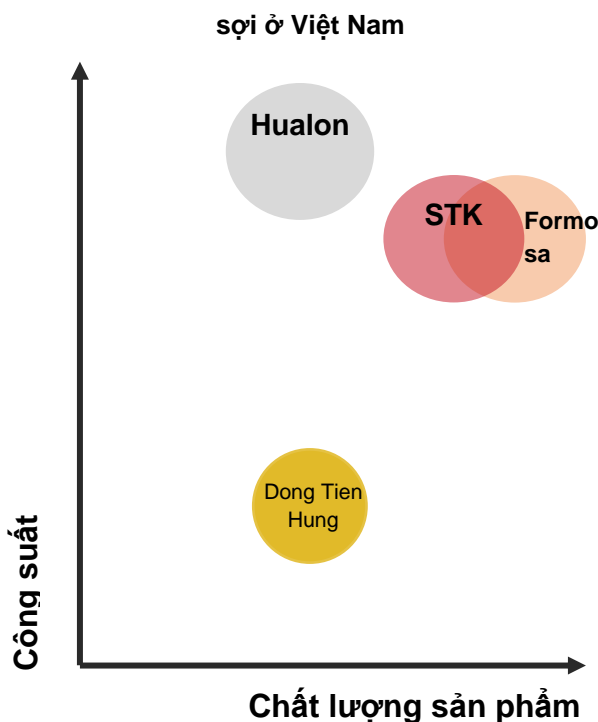 sợi ở Việt Nam
Hualon
STK
Formo
sa
Dong Tien
Hung
Công suất
Chất lượng sản phẩm